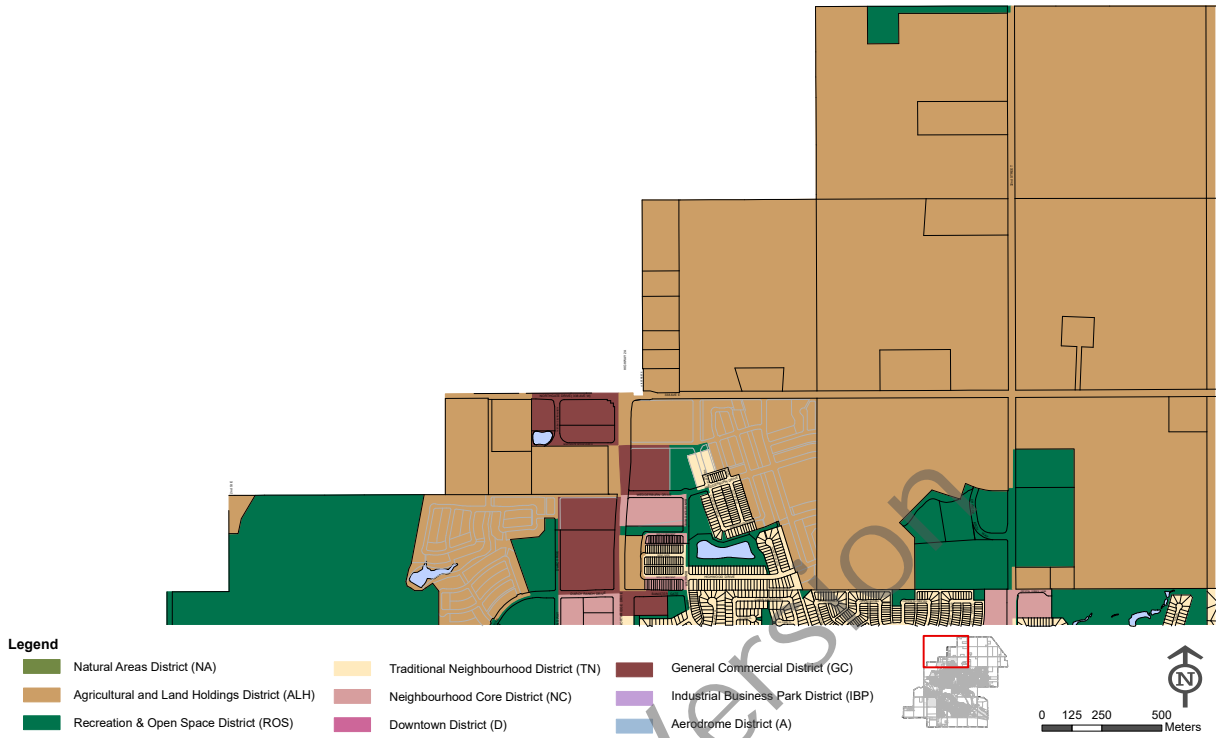 Version
Legend
Natural Areas District (NA)
Agricultural and Land Holdings District (ALH)
Recreation & Open Space District (ROS)
Traditional Neighbourhood District (TN)
Neighbourhood Core District (NC)
Downtown District (D)
General Commercial District (GC)
Industrial Business Park District (IBP)
Aerodrome District (A)
N
0 125 250 500
Meters